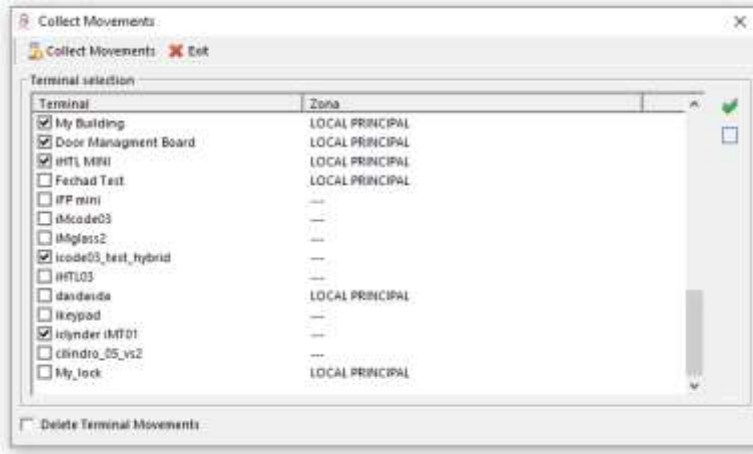 Collect Movements
Collect Movements Exit
Terminal selection
Terminal Zona
My Building LOCAL PRINCIPAL
Door Managment Board LOCAL PRINCIPAL
iHTL MINI LOCAL PRINCIPAL
Fechad Test LOCAL PRINCIPAL
iFP mini ---
iMcode03 ---
iMglass2 ---
icode03_test_hybrid ---
iHTL03 ---
dasdasda LOCAL PRINCIPAL
ikeypad ---
iclynder iMT01 ---
cilindro_05_vs2 ---
My_lock LOCAL PRINCIPAL
Delete Terminal Movements